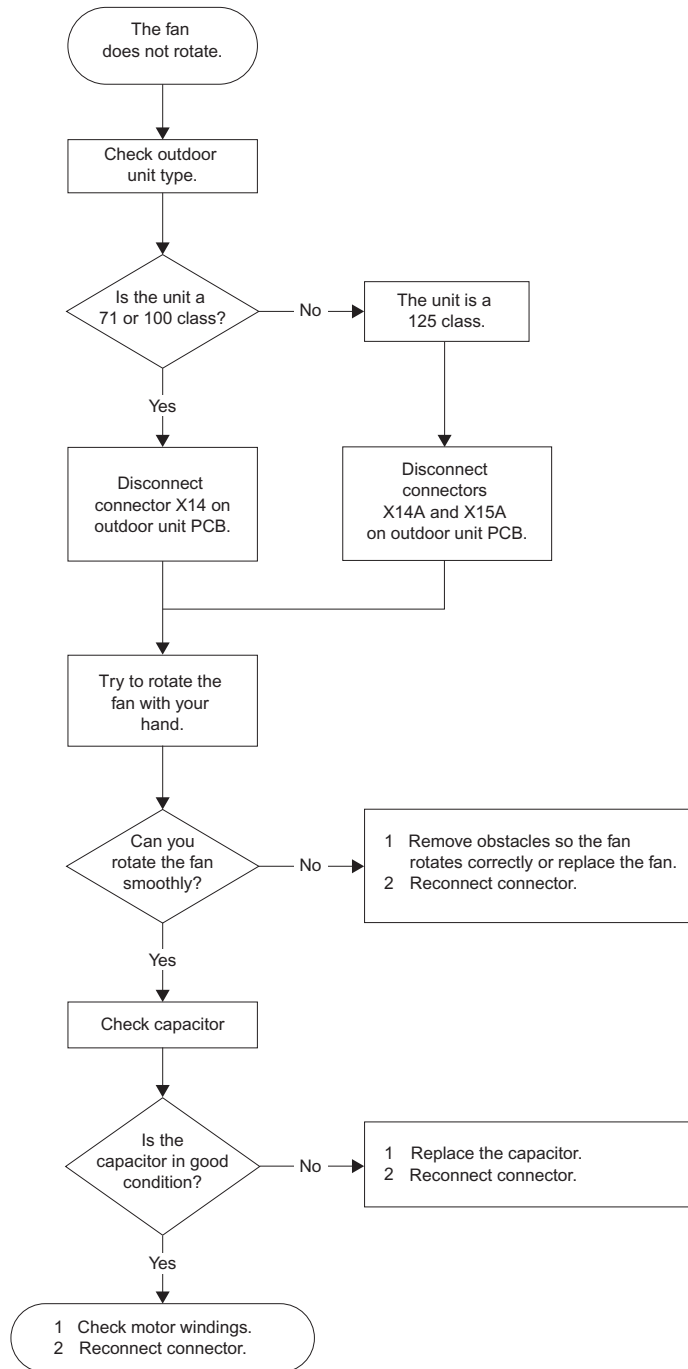 The fan
does not rotate.
Check outdoor
unit type.
Is the unit a
71 or 100 class?
No
The unit is a
125 class.
Yes
Disconnect
connector X14 on
outdoor unit PCB.
Disconnect
connectors
X14A and X15A
on outdoor unit PCB.
Try to rotate the
fan with your
hand.
Can you
rotate the fan
smoothly?
No
1 Remove obstacles so the fan
rotates correctly or replace the fan.
2 Reconnect connector.
Yes
Check capacitor
Is the
capacitor in good
condition?
No
1 Replace the capacitor.
2 Reconnect connector.
Yes
1 Check motor windings.
2 Reconnect connector.